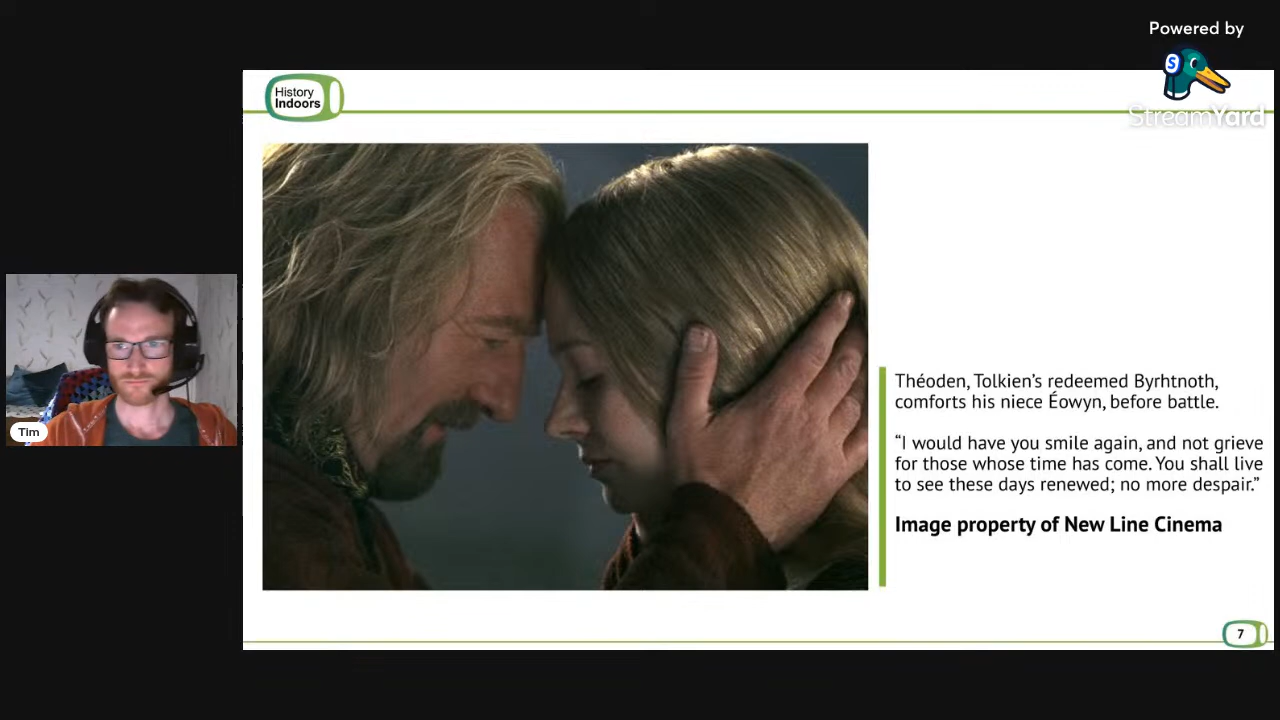 Powered by
S
StreamYard
History
Indoors
Théoden, Tolkien’s redeemed Byrhtnoth,
comforts his niece Éowyn, before battle.
“I would have you smile again, and not grieve
for those whose time has come. You shall live
to see these days renewed; no more despair.”
Image property of New Line Cinema
Tim
7